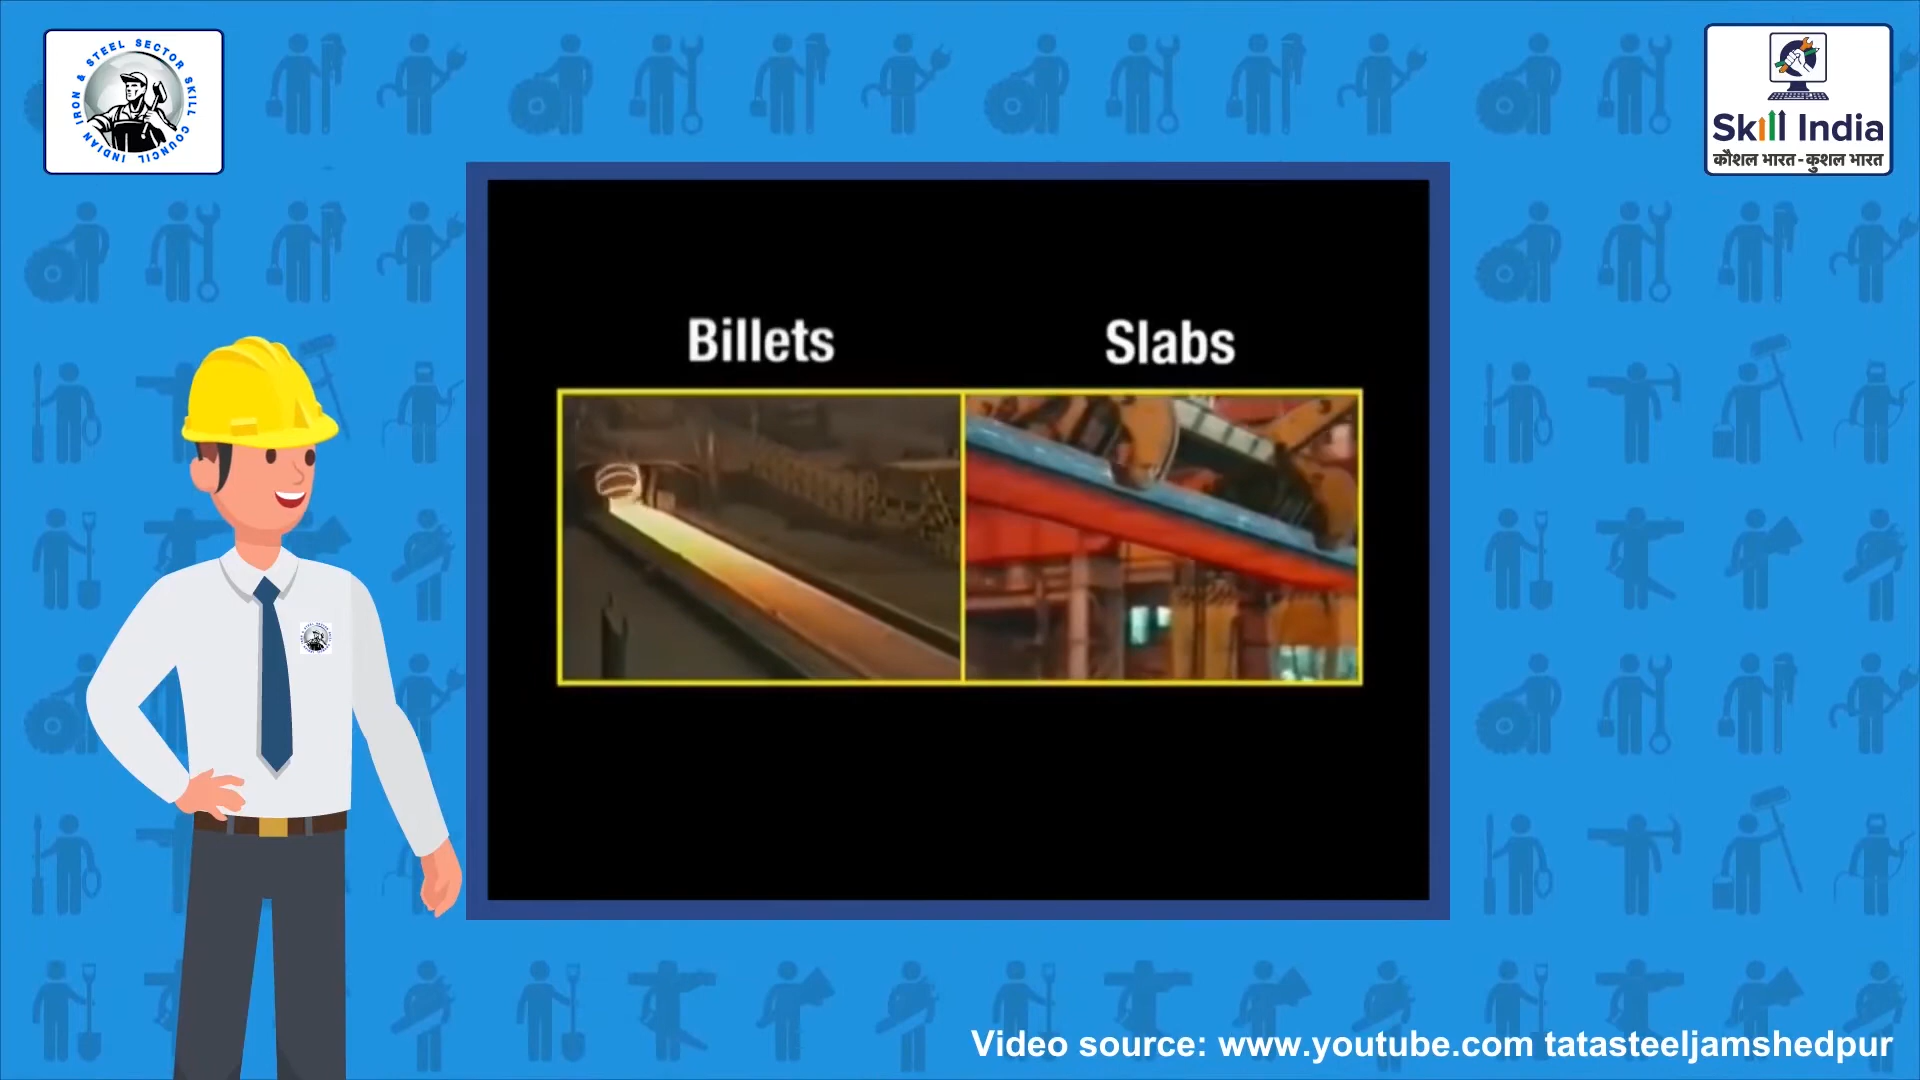 INDIAN IRON & STEEL SECTOR SKILL COUNCIL
Skill India
कौशल भारत - कुशल भारत
Billets
Slabs
Video source: www.youtube.com tatasteeljamshedpur